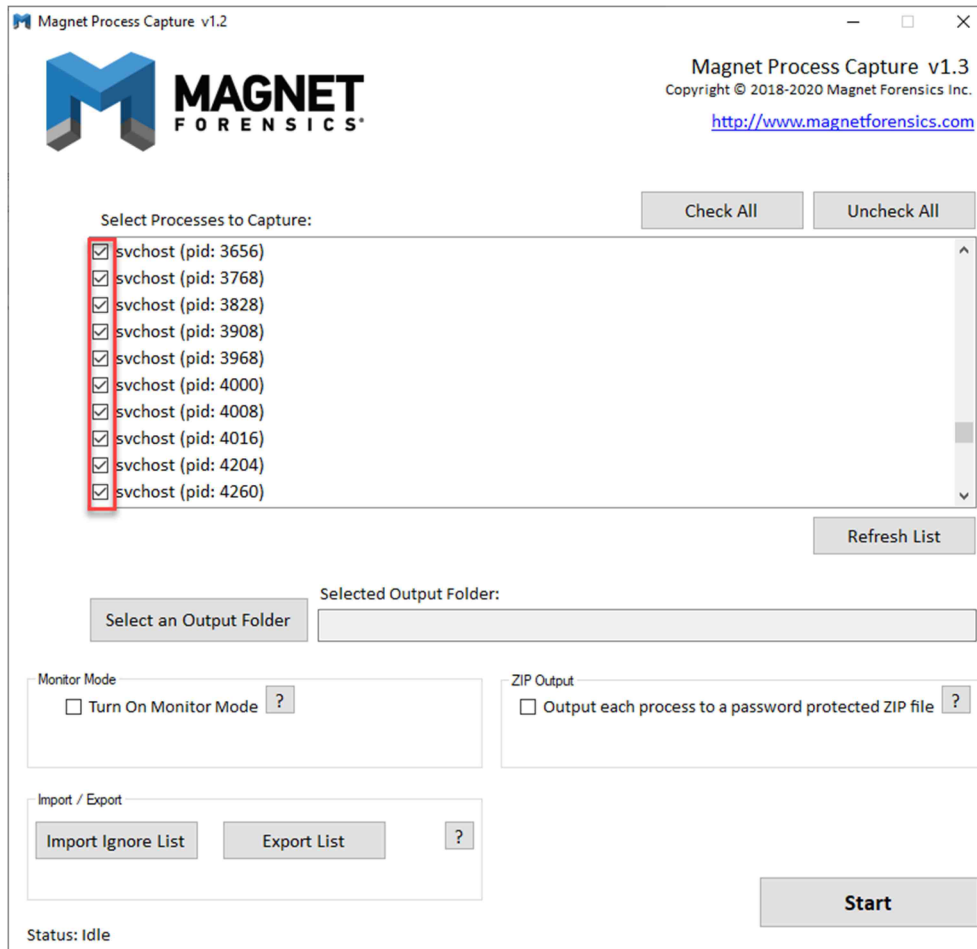 Magnet Process Capture v1.2
MAGNET
FORENSICS®
Magnet Process Capture v1.3
Copyright © 2018-2020 Magnet Forensics Inc.
http://www.magnetforensics.com
Select Processes to Capture:
Check All
Uncheck All
svchost (pid: 3656)
svchost (pid: 3768)
svchost (pid: 3828)
svchost (pid: 3908)
svchost (pid: 3968)
svchost (pid: 4000)
svchost (pid: 4008)
svchost (pid: 4016)
svchost (pid: 4204)
svchost (pid: 4260)
Refresh List
Select an Output Folder
Selected Output Folder:
Monitor Mode
Turn On Monitor Mode ?
ZIP Output
Output each process to a password protected ZIP file ?
Import / Export
Import Ignore List
Export List
?
Start
Status: Idle